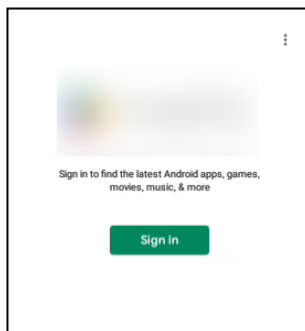 Sign in to find the latest Android apps, games,
movies, music, & more
Sign in